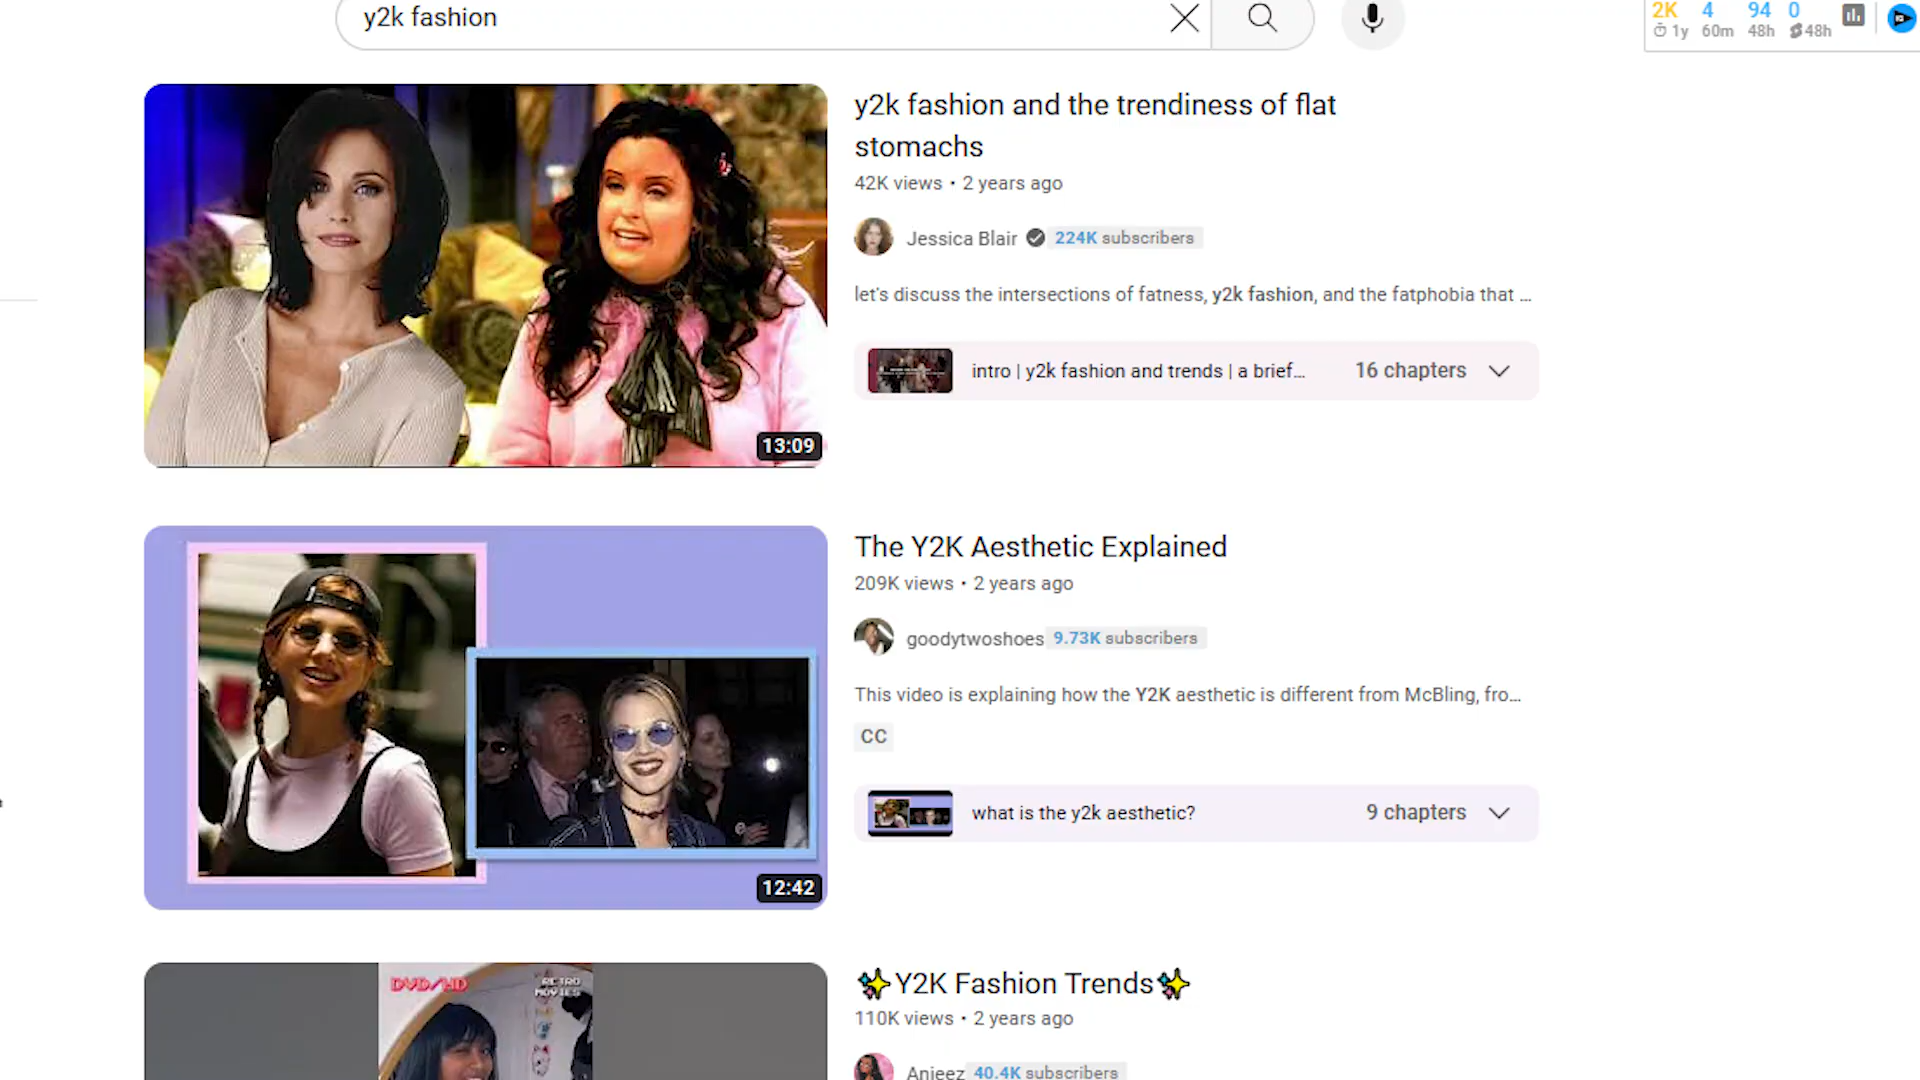 y2k fashion
2K 4 94 0
1y 60m 48h 48h
13:09
y2k fashion and the trendiness of flat
stomachs
42K views • 2 years ago
Jessica Blair 224K subscribers
let's discuss the intersections of fatness, y2k fashion, and the fatphobia that ...
intro | y2k fashion and trends | a brief... 16 chapters
12:42
The Y2K Aesthetic Explained
209K views • 2 years ago
goodytwoshoes 9.73K subscribers
This video is explaining how the Y2K aesthetic is different from McBling, fro...
CC
what is the y2k aesthetic? 9 chapters
DVD/HD RETRO
MOVIES
✨Y2K Fashion Trends✨
110K views • 2 years ago
Anieez 40.4K subscribers